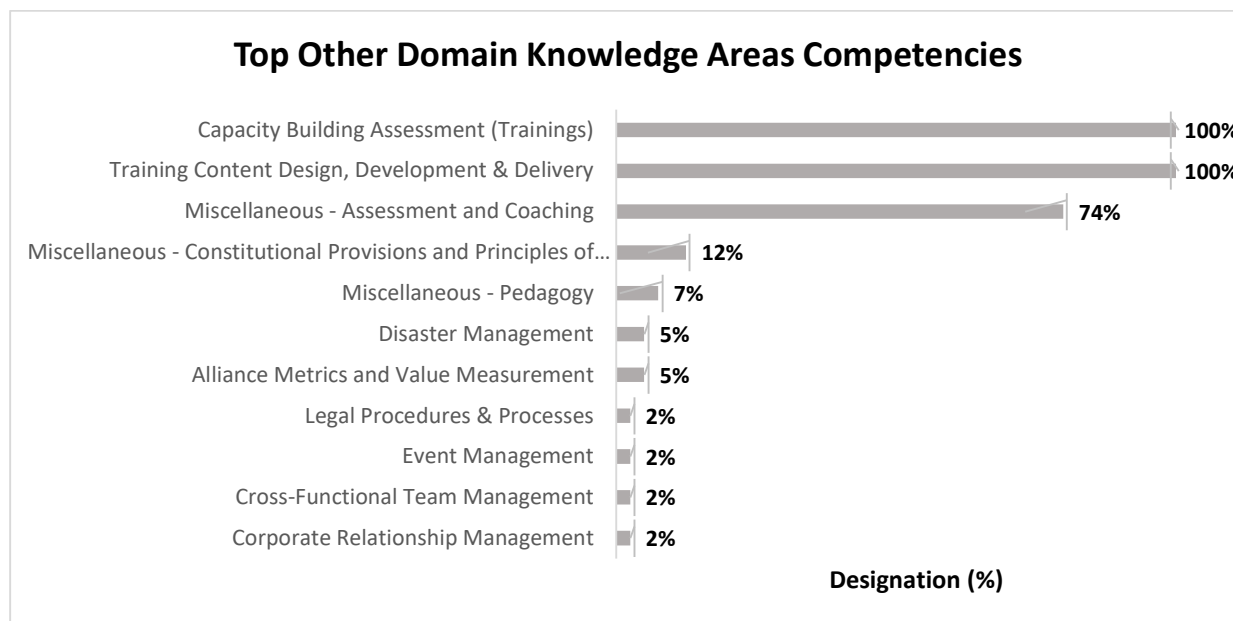 Top Other Domain Knowledge Areas Competencies
Capacity Building Assessment (Trainings) 100%
Training Content Design, Development & Delivery 100%
Miscellaneous - Assessment and Coaching 74%
Miscellaneous - Constitutional Provisions and Principles of... 12%
Miscellaneous - Pedagogy 7%
Disaster Management 5%
Alliance Metrics and Value Measurement 5%
Legal Procedures & Processes 2%
Event Management 2%
Cross-Functional Team Management 2%
Corporate Relationship Management 2%
Designation (%)